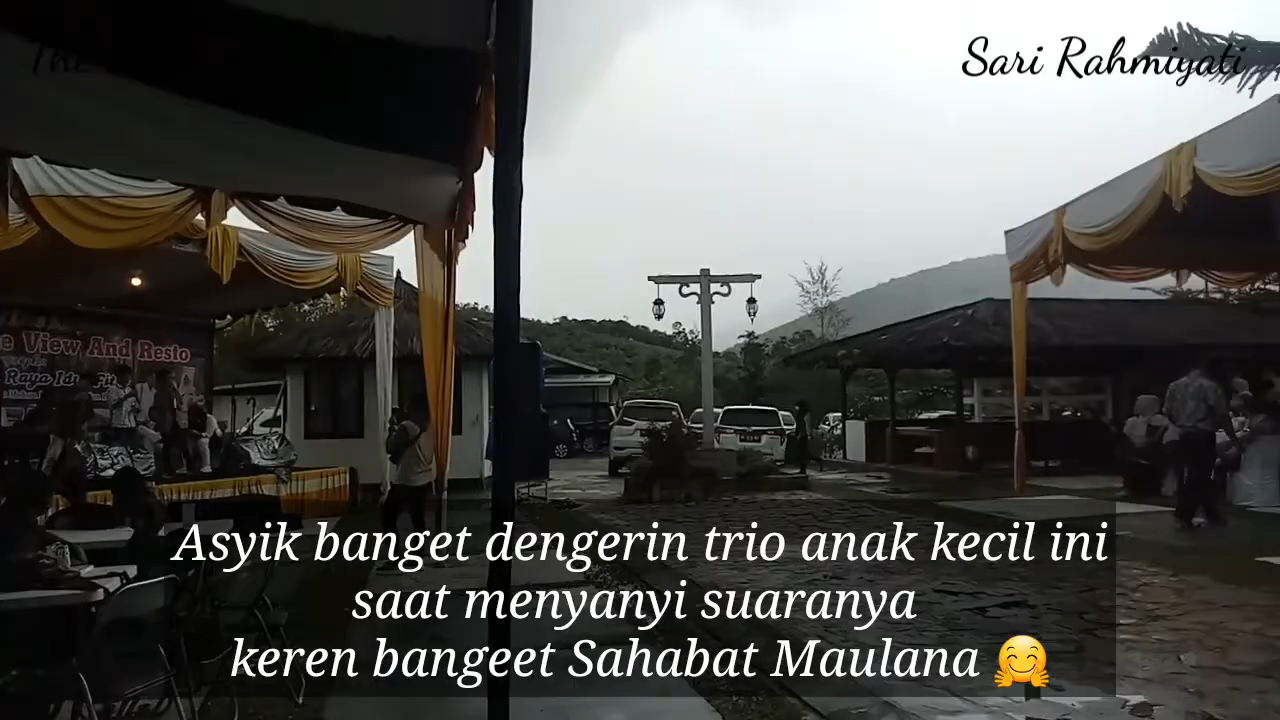 Sari Rahmiyati
View And Resto
Raya
Asyik banget dengerin trio anak kecil ini
saat menyanyi suaranya
keren bangeet Sahabat Maulana 🤗